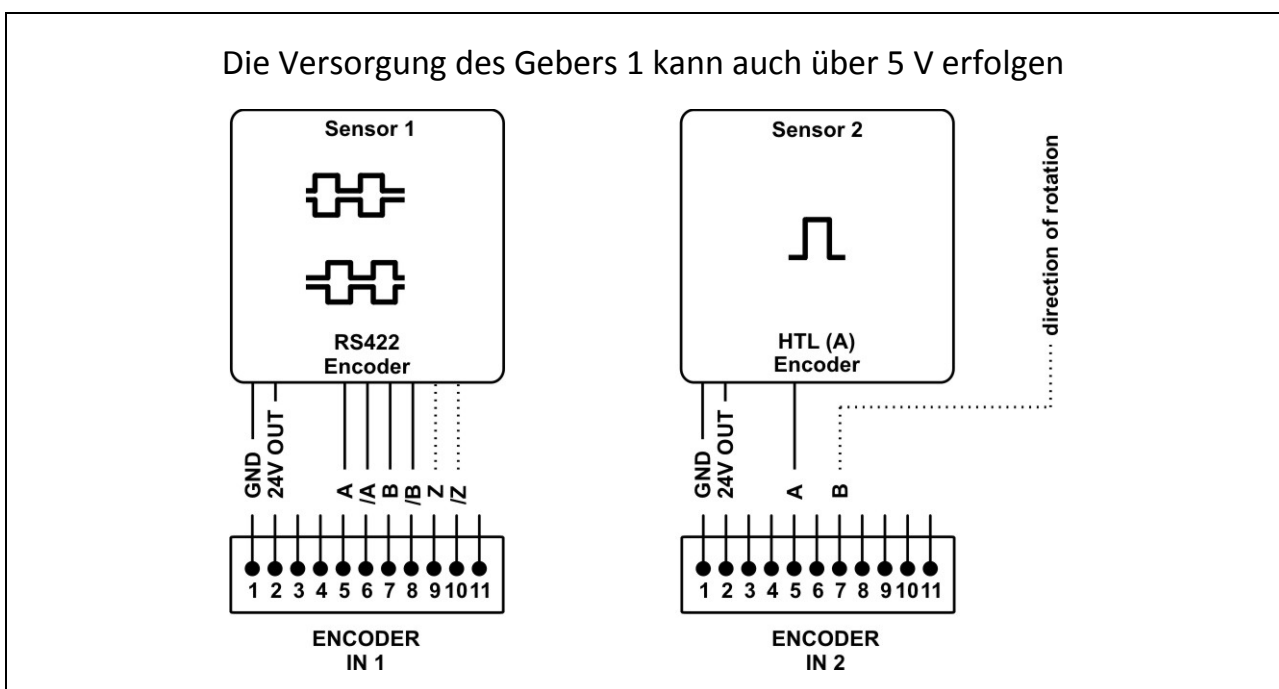 Die Versorgung des Gebers 1 kann auch über 5 V erfolgen
Sensor 1
RS422
Encoder
GND
24V OUT
A
/A
B
/B
Z
/Z
1 2 3 4 5 6 7 8 9 10 11
ENCODER
IN 1
Sensor 2
HTL (A)
Encoder
direction of rotation
GND
24V OUT
A
B
1 2 3 4 5 6 7 8 9 10 11
ENCODER
IN 2